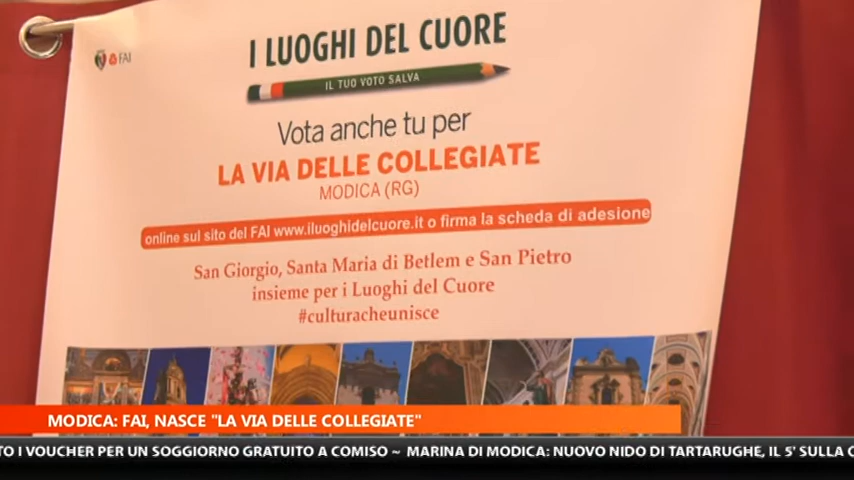 FAI
I LUOGHI DEL CUORE
IL TUO VOTO SALVA
Vota anche tu per
LA VIA DELLE COLLEGIATE
MODICA (RG)
online sul sito del FAI www.iluoghidelcuore.it o firma la scheda di adesione
San Giorgio, Santa Maria di Betlem e San Pietro
insieme per i Luoghi del Cuore
#culturacheunisce
MODICA: FAI, NASCE "LA VIA DELLE COLLEGIATE"
TO I VOUCHER PER UN SOGGIORNO GRATUITO A COMISO ~ MARINA DI MODICA: NUOVO NIDO DI TARTARUGHE, IL 5° SULLA